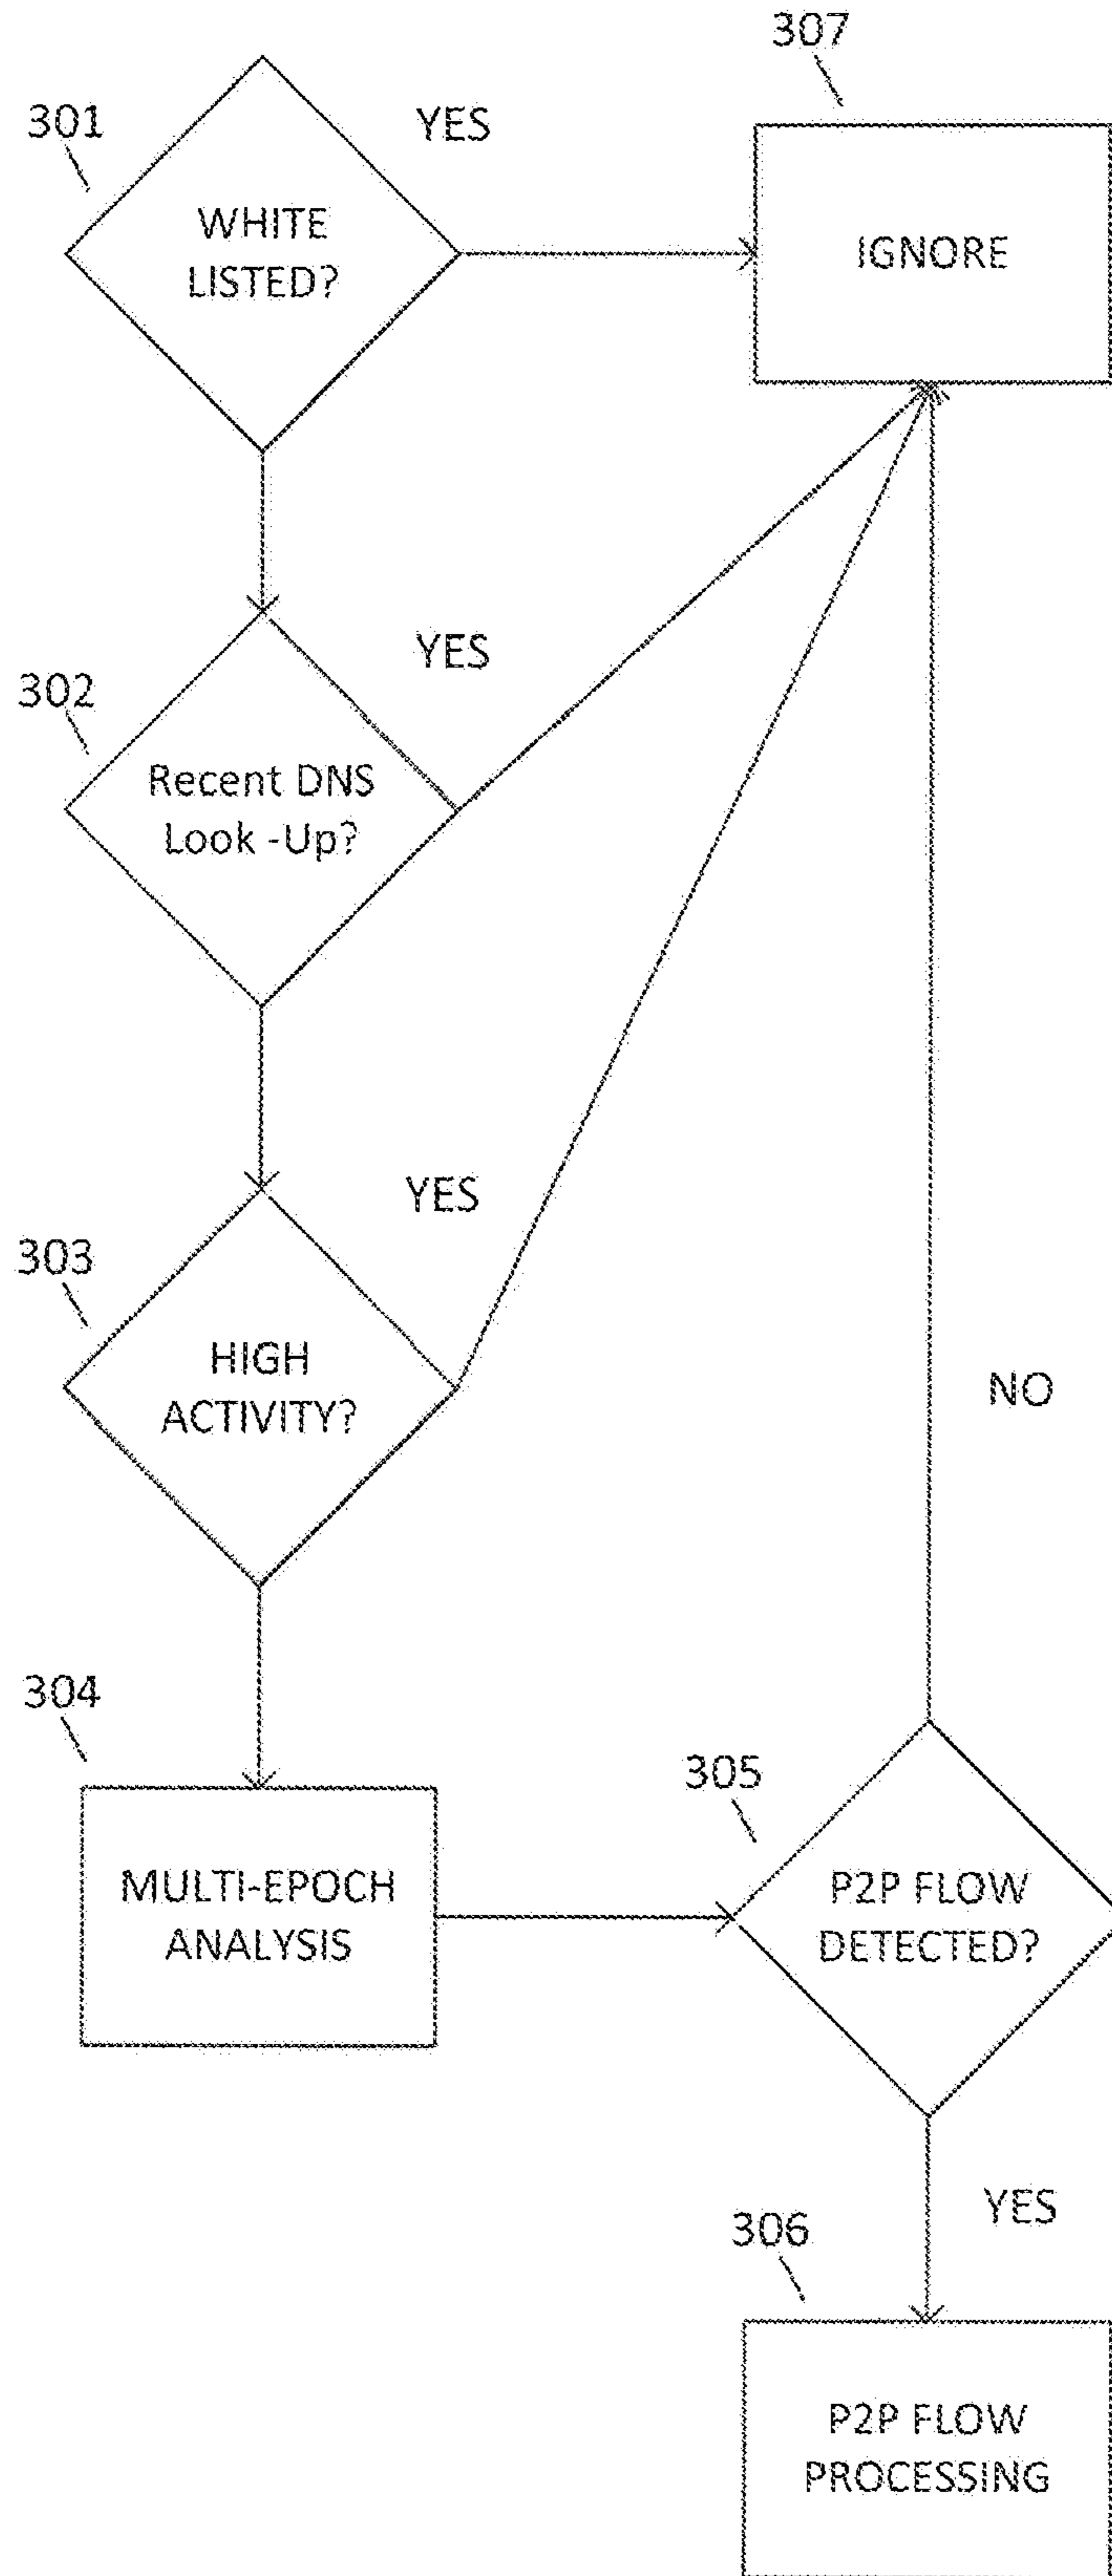 307
301
YES
WHITE
LISTED?
IGNORE
302
YES
Recent DNS
Look -Up?
303
YES
HIGH
ACTIVITY?
NO
304
MULTI-EPOCH
ANALYSIS
305
P2P FLOW
DETECTED?
YES
306
P2P FLOW
PROCESSING